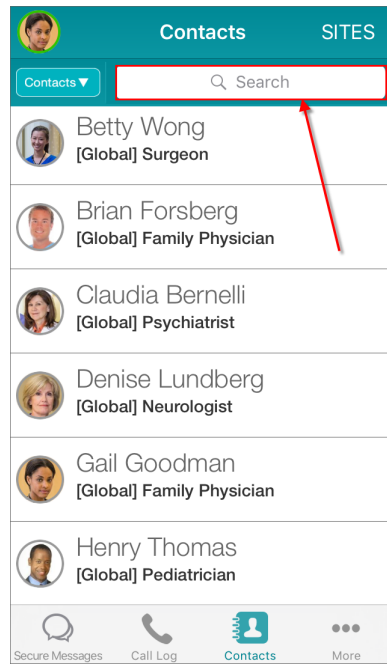 Contacts SITES
Contacts▼ Search
Betty Wong
[Global] Surgeon
Brian Forsberg
[Global] Family Physician
Claudia Bernelli
[Global] Psychiatrist
Denise Lundberg
[Global] Neurologist
Gail Goodman
[Global] Family Physician
Henry Thomas
[Global] Pediatrician
Secure Messages Call Log Contacts More